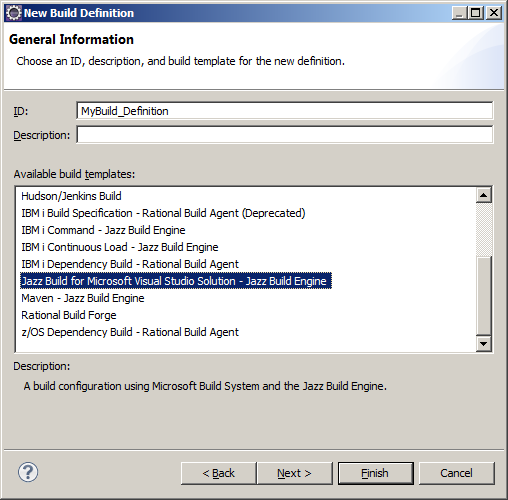 New Build Definition
General Information
Choose an ID, description, and build template for the new definition.
ID: MyBuild_Definition
Description:
Available build templates:
Hudson/Jenkins Build
IBM i Build Specification - Rational Build Agent (Deprecated)
IBM i Command - Jazz Build Engine
IBM i Continuous Load - Jazz Build Engine
IBM i Dependency Build - Rational Build Agent
Jazz Build for Microsoft Visual Studio Solution - Jazz Build Engine
Maven - Jazz Build Engine
Rational Build Forge
z/OS Dependency Build - Rational Build Agent
Description:
A build configuration using Microsoft Build System and the Jazz Build Engine.
? < Back Next > Finish Cancel